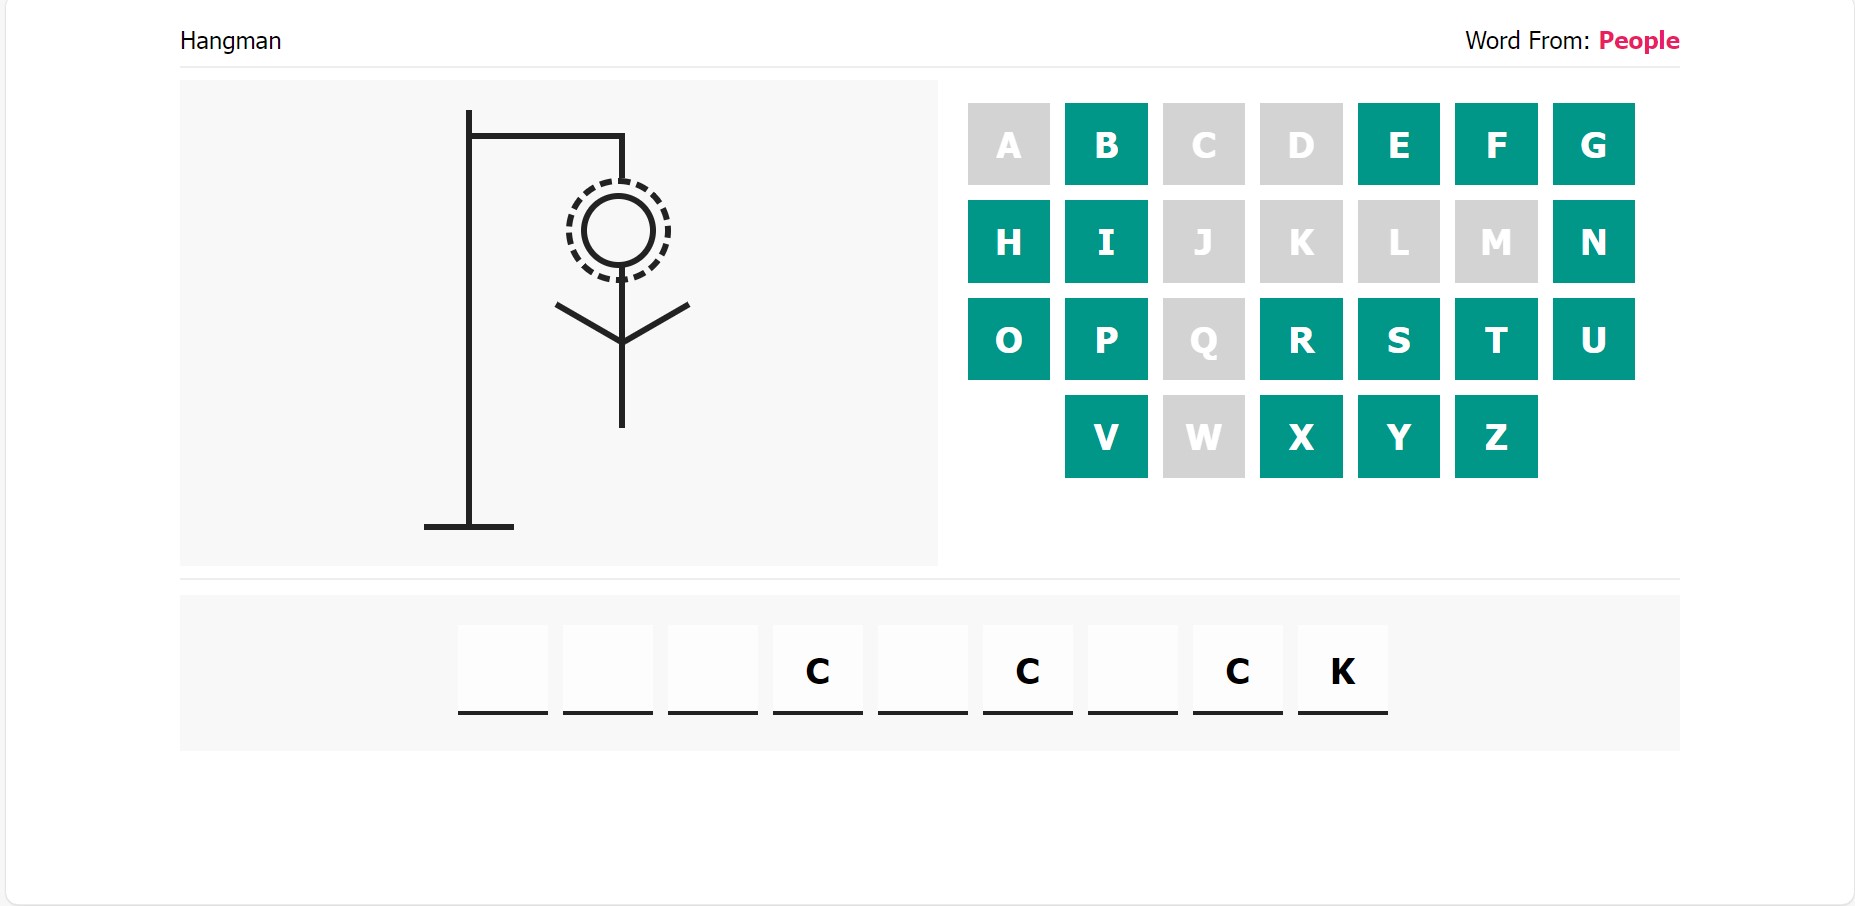 Hangman
Word From: People
A B C D E F G
H I J K L M N
O P Q R S T U
V W X Y Z
C C C K